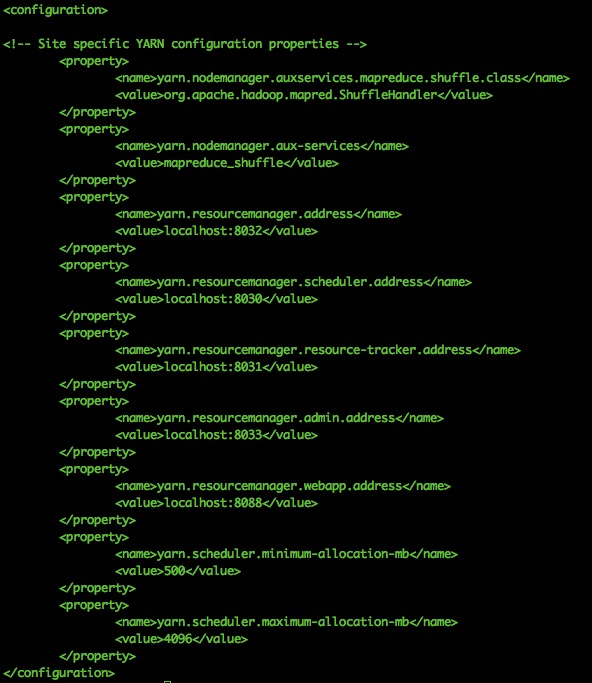 <configuration>

<!-- Site specific YARN configuration properties -->
        <property>
                <name>yarn.nodemanager.auxservices.mapreduce.shuffle.class</name>
                <value>org.apache.hadoop.mapred.ShuffleHandler</value>
        </property>
        <property>
                <name>yarn.nodemanager.aux-services</name>
                <value>mapreduce_shuffle</value>
        </property>
        <property>
                <name>yarn.resourcemanager.address</name>
                <value>localhost:8032</value>
        </property>
        <property>
                <name>yarn.resourcemanager.scheduler.address</name>
                <value>localhost:8030</value>
        </property>
        <property>
                <name>yarn.resourcemanager.resource-tracker.address</name>
                <value>localhost:8031</value>
        </property>
        <property>
                <name>yarn.resourcemanager.admin.address</name>
                <value>localhost:8033</value>
        </property>
        <property>
                <name>yarn.resourcemanager.webapp.address</name>
                <value>localhost:8088</value>
        </property>
        <property>
                <name>yarn.scheduler.minimum-allocation-mb</name>
                <value>500</value>
        </property>
        <property>
                <name>yarn.scheduler.maximum-allocation-mb</name>
                <value>4096</value>
        </property>
</configuration>